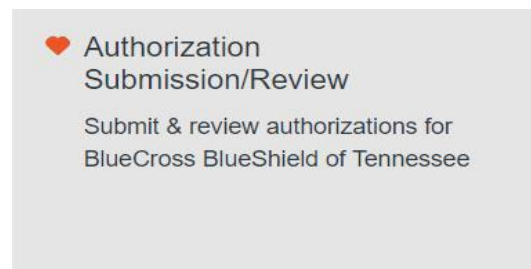 Authorization
Submission/Review
Submit & review authorizations for
BlueCross BlueShield of Tennessee